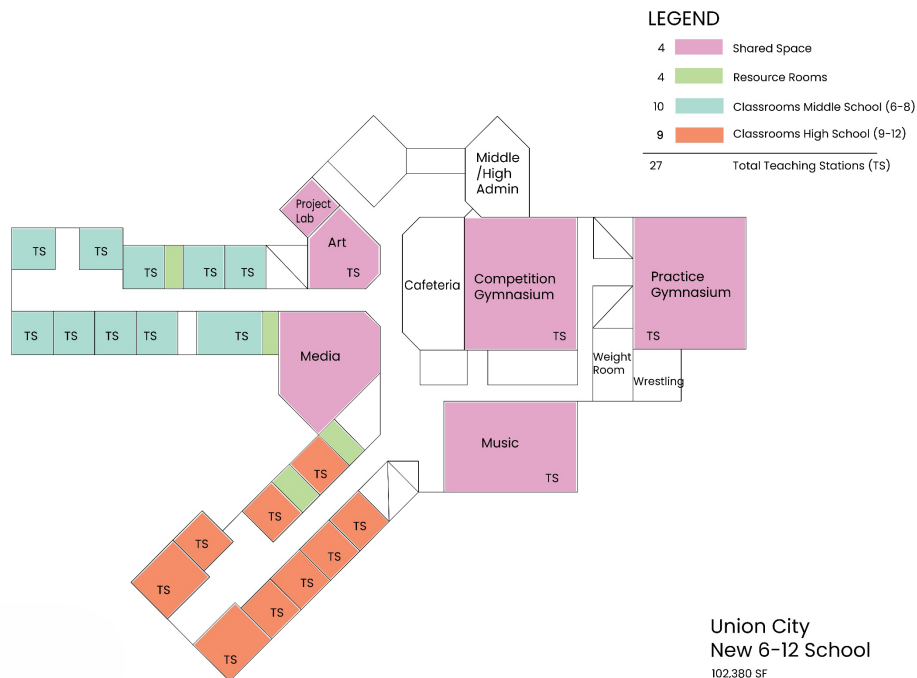 LEGEND
4 Shared Space
4 Resource Rooms
10 Classrooms Middle School (6-8)
9 Classrooms High School (9-12)
27 Total Teaching Stations (TS)
Middle
/High
Admin
Project
Lab
Art
TS
TS
TS
TS
TS
TS
Cafeteria
Competition
Gymnasium
TS
Practice
Gymnasium
TS
TS
TS
TS
TS
TS
Media
Weight
Room
Wrestling
Music
TS
TS
TS
TS
TS
TS
TS
TS
TS
TS
Union City
New 6-12 School
102,380 SF